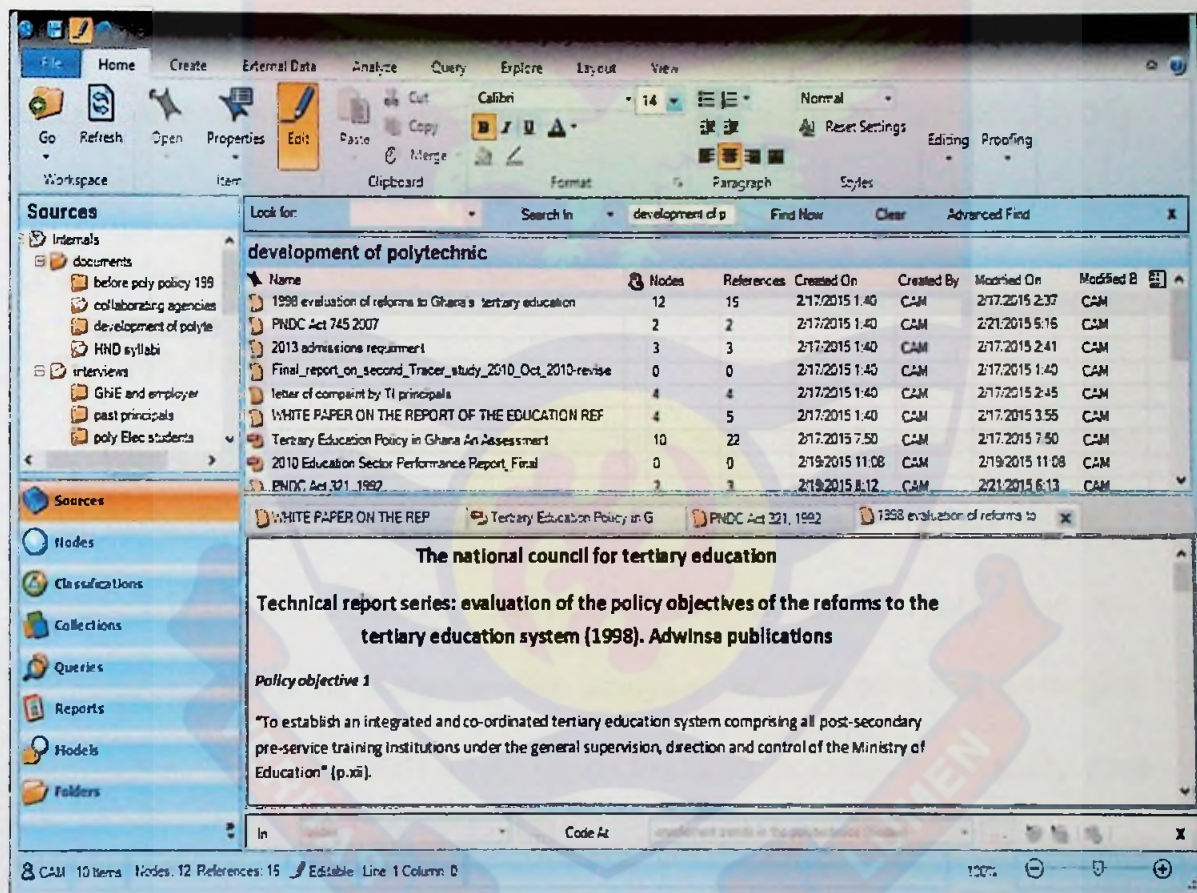 File Home Create External Data Analyze Query Explore Layout View
Go Refresh Open Properties Edit Paste Cut Copy Merge Calibri 14 B I U A Normal Reset Settings Editing Proofing
Workspace Item Clipboard Format Paragraph Styles
Sources
Internals
documents
before poly policy 199
collaborating agencies
development of polyte
HND syllabi
interviews
GhIE and employer
past principals
poly Elec students
Sources
Nodes
Classifications
Collections
Queries
Reports
Models
Folders
Look for: Search In development of p Find Now Clear Advanced Find X
development of polytechnic
Name Nodes References Created On Created By Modified On Modified B
1998 evaluation of reforms to Ghana's tertiary education 12 15 2/17/2015 1:40 CAM 2/17/2015 2:37 CAM
PNDC Act 745 2007 2 2 2/17/2015 1:40 CAM 2/21/2015 5:16 CAM
2013 admissions requirment 3 3 2/17/2015 1:40 CAM 2/17/2015 2:41 CAM
Final_report_on_second_Tracer_study_2010_Oct_2010-revise 0 0 2/17/2015 1:40 CAM 2/17/2015 1:40 CAM
letter of compaint by TI principals 4 4 2/17/2015 1:40 CAM 2/17/2015 2:45 CAM
WHITE PAPER ON THE REPORT OF THE EDUCATION REF 4 5 2/17/2015 1:40 CAM 2/17/2015 3:55 CAM
Tertiary Education Policy in Ghana An Assessment 10 22 2/17/2015 7:50 CAM 2/17/2015 7:50 CAM
2010 Education Sector Performance Report_Final 0 0 2/19/2015 11:08 CAM 2/19/2015 11:08 CAM
PNDC Act 321_1992 3 2/19/2015 8:12 CAM 2/21/2015 6:13 CAM
WHITE PAPER ON THE REP Tertiary Education Policy in G PNDC Act 321, 1992 1998 evaluation of reforms to X
The national council for tertiary education
Technical report series: evaluation of the policy objectives of the reforms to the
tertiary education system (1998). Adwinsa publications
Policy objective 1
"To establish an integrated and co-ordinated tertiary education system comprising all post-secondary
pre-service training institutions under the general supervision, direction and control of the Ministry of
Education" (p.xii).
In Code At X
CAM 10 Items Nodes: 12 References: 15 Editable Line 1 Column 0 100%